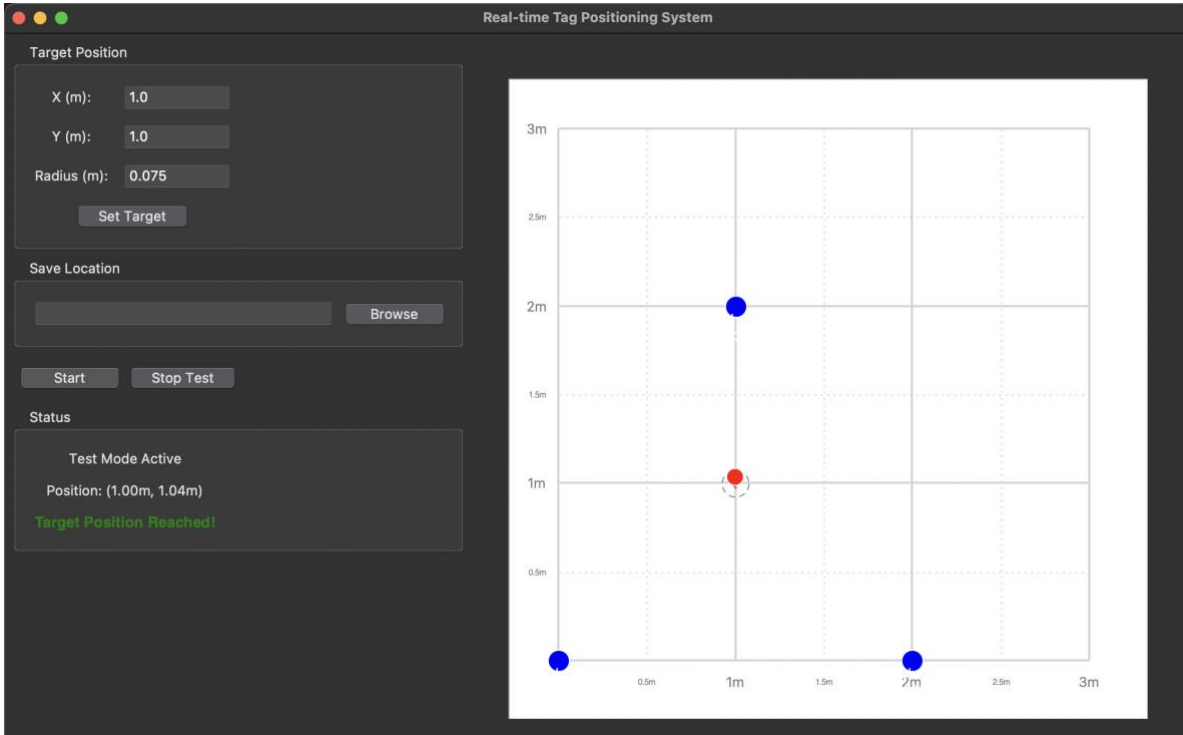 Real-time Tag Positioning System
Target Position
X (m): 1.0
Y (m): 1.0
Radius (m): 0.075
Set Target
Save Location
Browse
Start Stop Test
Status
Test Mode Active
Position: (1.00m, 1.04m)
Target Position Reached!
3m
2.5m
2m
1.5m
1m
0.5m
0.5m 1m 1.5m 2m 2.5m 3m